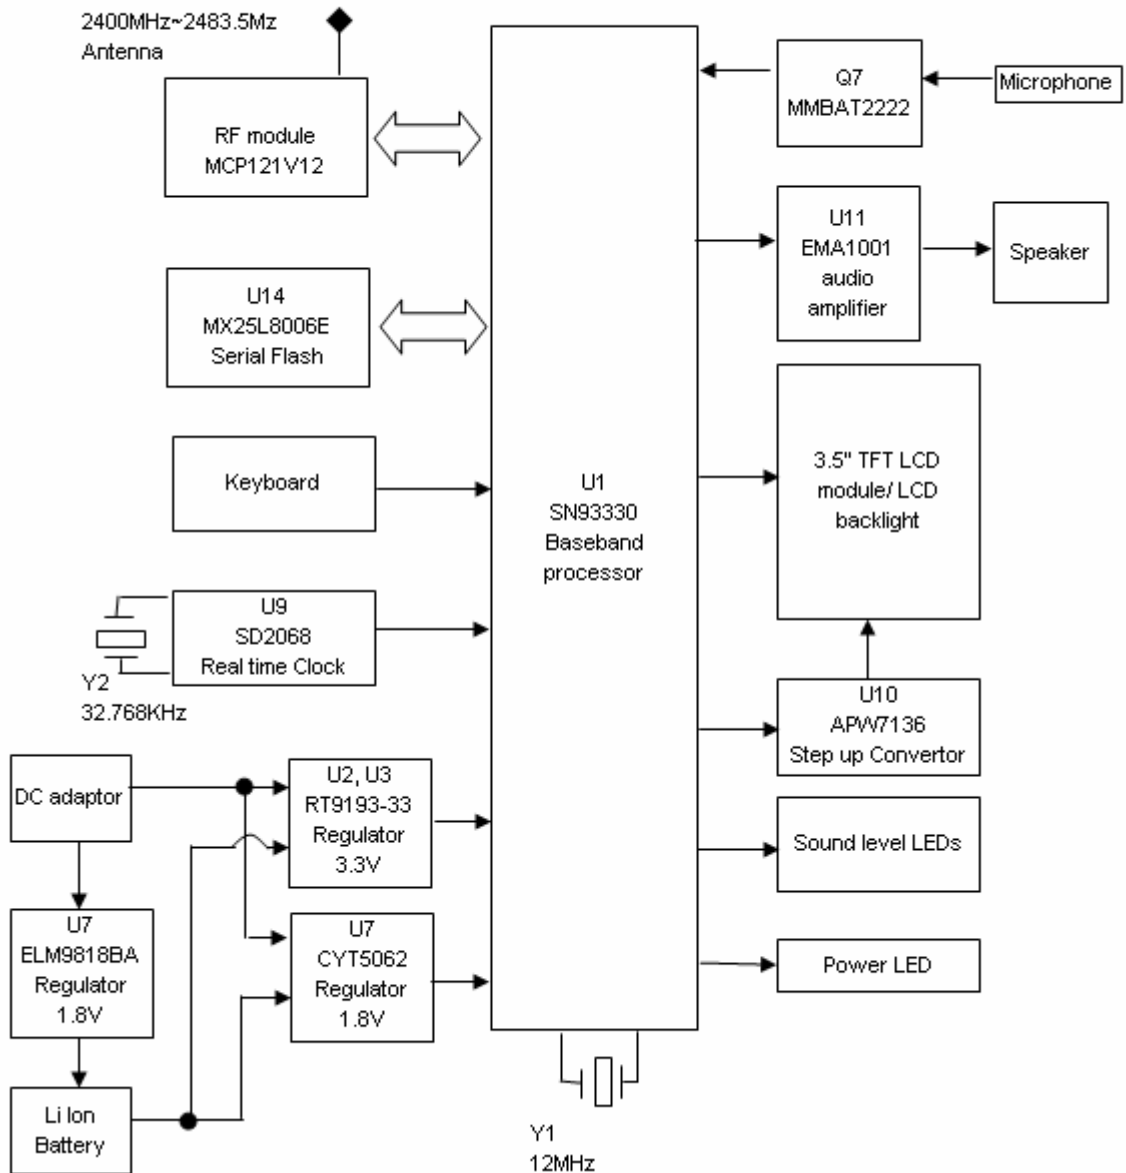 2400MHz~2483.5Mz
Antenna
RF module
MCP121V12
U14
MX25L8006E
Serial Flash
Keyboard
U9
SD2068
Real time Clock
Y2
32.768KHz
DC adaptor
U2, U3
RT9193-33
Regulator
3.3V
U7
ELM9818BA
Regulator
1.8V
U7
CYT5062
Regulator
1.8V
Li Ion
Battery
U1
SN93330
Baseband
processor
Y1
12MHz
Q7
MMBAT2222
Microphone
U11
EMA1001
audio
amplifier
Speaker
3.5" TFT LCD
module/ LCD
backlight
U10
APW7136
Step up Convertor
Sound level LEDs
Power LED